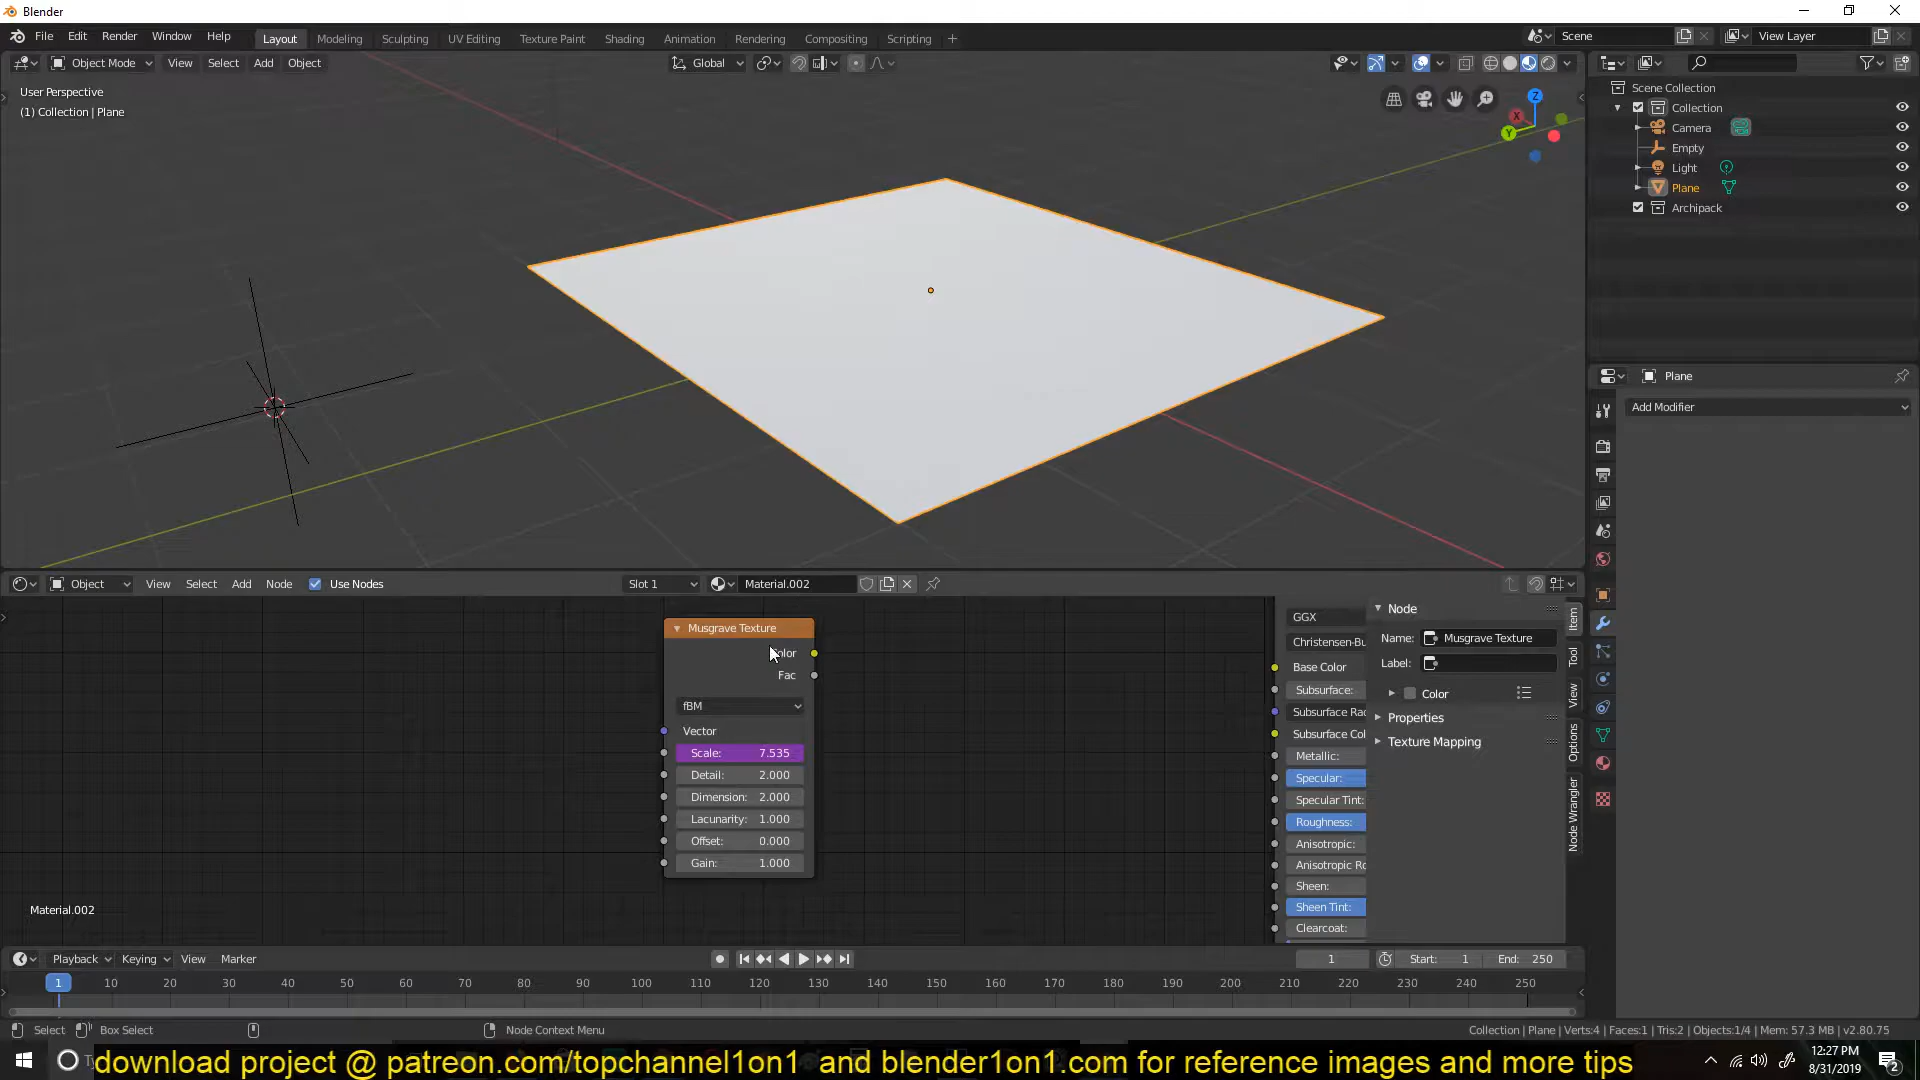 Blender
File Edit Render Window Help
Layout Modeling Sculpting UV Editing Texture Paint Shading Animation Rendering Compositing Scripting +
Scene
View Layer
Object Mode View Select Add Object
Global
User Perspective
(1) Collection | Plane
Z
X
Y
Scene Collection
Collection
Camera
Empty
Light
Plane
Archipack
Plane
Add Modifier
Object View Select Add Node Use Nodes
Slot 1
Material.002
Musgrave Texture
Color
Fac
fBM
Vector
Scale: 7.535
Detail: 2.000
Dimension: 2.000
Lacunarity: 1.000
Offset: 0.000
Gain: 1.000
Material.002
GGX
Christensen-Bu
Base Color
Subsurface:
Subsurface Rad
Subsurface Col
Metallic:
Specular:
Specular Tint:
Roughness:
Anisotropic:
Anisotropic Ro
Sheen:
Sheen Tint:
Clearcoat:
Node
Name: Musgrave Texture
Label:
Color
Properties
Texture Mapping
Item
Tool
View
Options
Node Wrangler
Playback Keying View Marker
1
Start: 1
End: 250
1 10 20 30 40 50 60 70 80 90 100 110 120 130 140 150 160 170 180 190 200 210 220 230 240 250
Select Box Select Node Context Menu
Collection | Plane | Verts:4 | Faces:1 | Tris:2 | Objects:1/4 | Mem: 57.3 MB | v2.80.75
download project @ patreon.com/topchannel1on1 and blender1on1.com for reference images and more tips
12:27 PM
8/31/2019
2